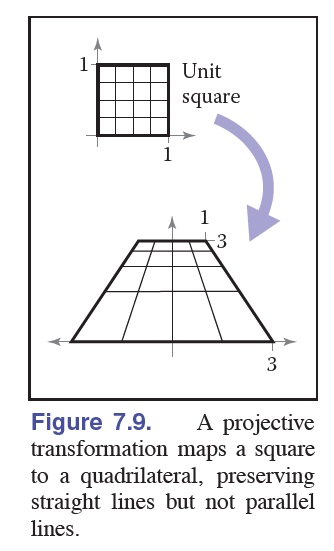 1
Unit
square
1
1
3
3
Figure 7.9. A projective
transformation maps a square
to a quadrilateral, preserving
straight lines but not parallel
lines.